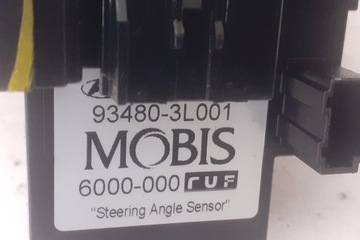 93480-3L001
MOBIS
6000-000 ruf
"Steering Angle Sensor"